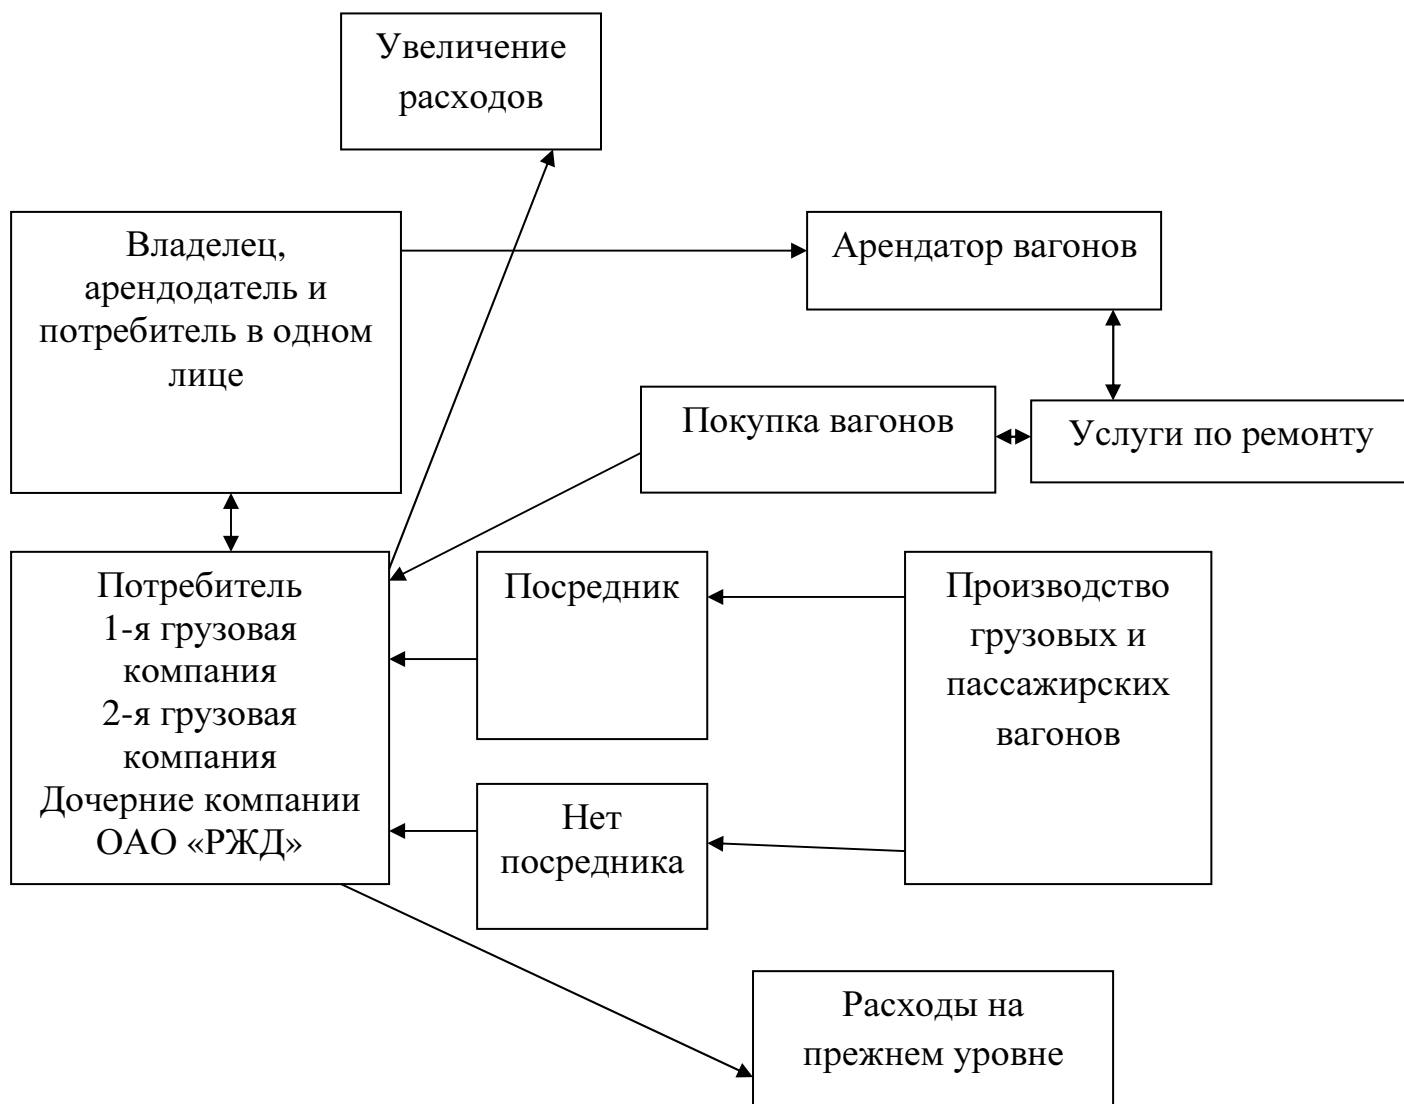 Увеличение
расходов
Владелец,
арендодатель и
потребитель в одном
лице
Арендатор вагонов
Покупка вагонов
Услуги по ремонту
Потребитель
1-я грузовая
компания
2-я грузовая
компания
Дочерние компании
ОАО «РЖД»
Посредник
Производство
грузовых и
пассажирских
вагонов
Нет
посредника
Расходы на
прежнем уровне